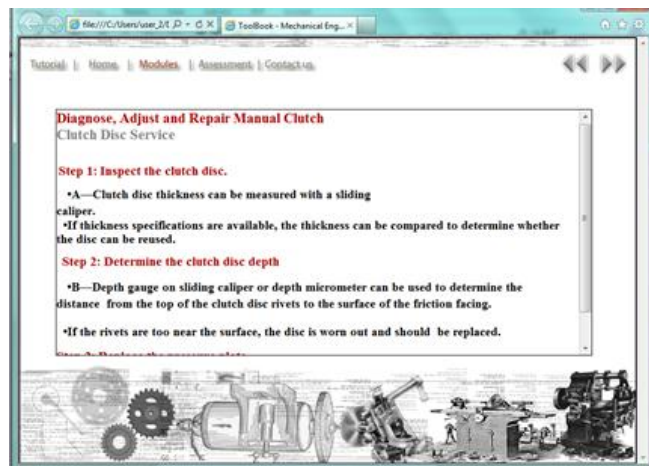 file:///C:/Users/user_2/I
ToolBook - Mechanical Eng...
Tutorial | Home | Modules | Assessment | Contact us
Diagnose, Adjust and Repair Manual Clutch
Clutch Disc Service
Step 1: Inspect the clutch disc.
•A—Clutch disc thickness can be measured with a sliding
caliper.
•If thickness specifications are available, the thickness can be compared to determine whether
the disc can be reused.
Step 2: Determine the clutch disc depth
•B—Depth gauge on sliding caliper or depth micrometer can be used to determine the
distance from the top of the clutch disc rivets to the surface of the friction facing.
•If the rivets are too near the surface, the disc is worn out and should be replaced.